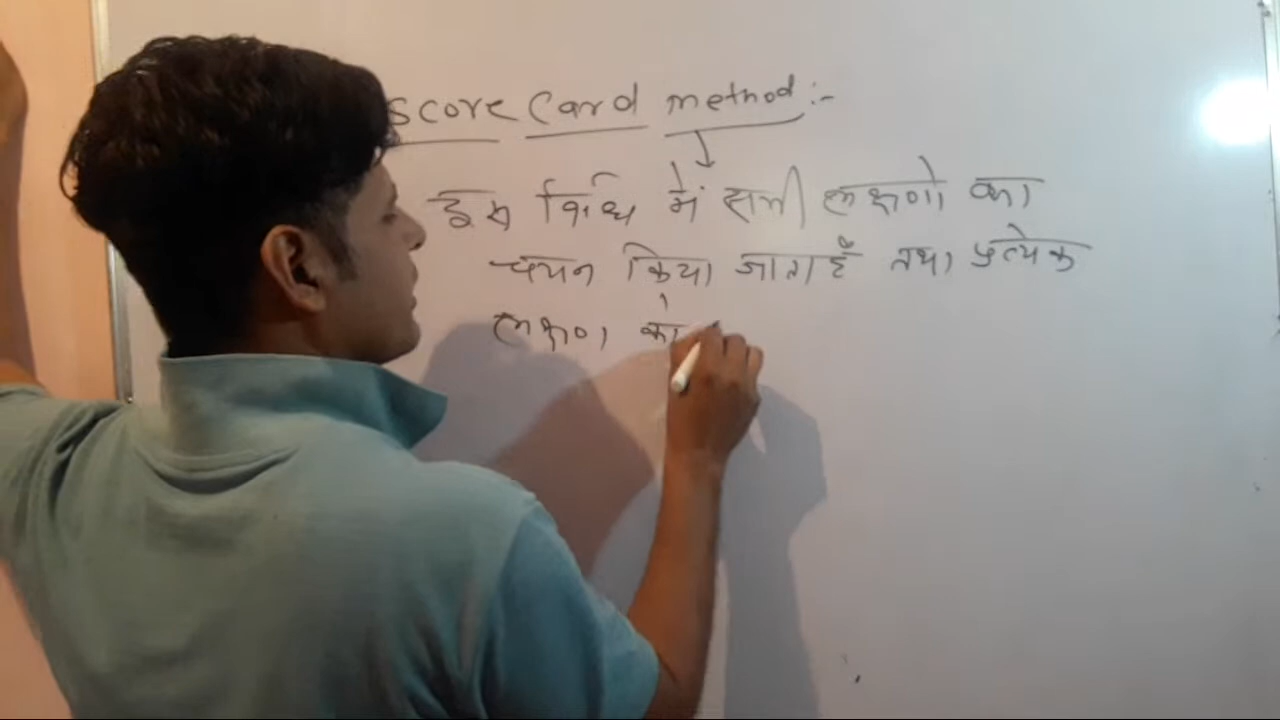 Score Card method :-
इस विधि में सभी लक्षणो का
चयन किया जाता हैं तथा प्रत्येक
लक्षण को